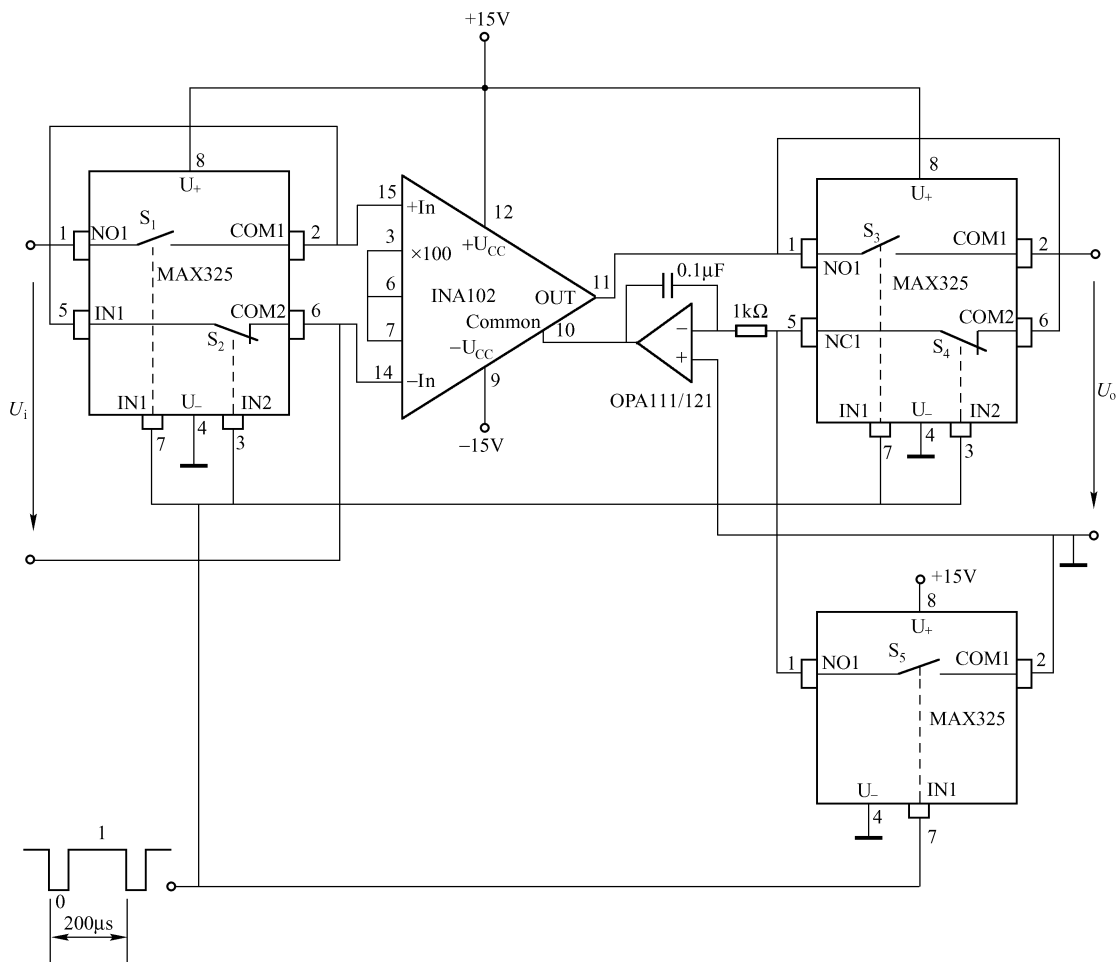 +15V
8
U+
1
NO1
S1
COM1
2
MAX325
5
IN1
S2
COM2
6
IN1
U−
IN2
7
4
3
Ui
15
+In
12
3
×100
+UCC
6
INA102
11
OUT
7
Common
10
−UCC
14
−In
9
−15V
0.1μF
−
+
1kΩ
OPA111/121
8
U+
1
NO1
S3
COM1
2
MAX325
5
NC1
S4
COM2
6
IN1
U−
IN2
7
4
3
Uo
+15V
8
U+
1
NO1
S5
COM1
2
MAX325
U−
IN1
4
7
1
0
200μs